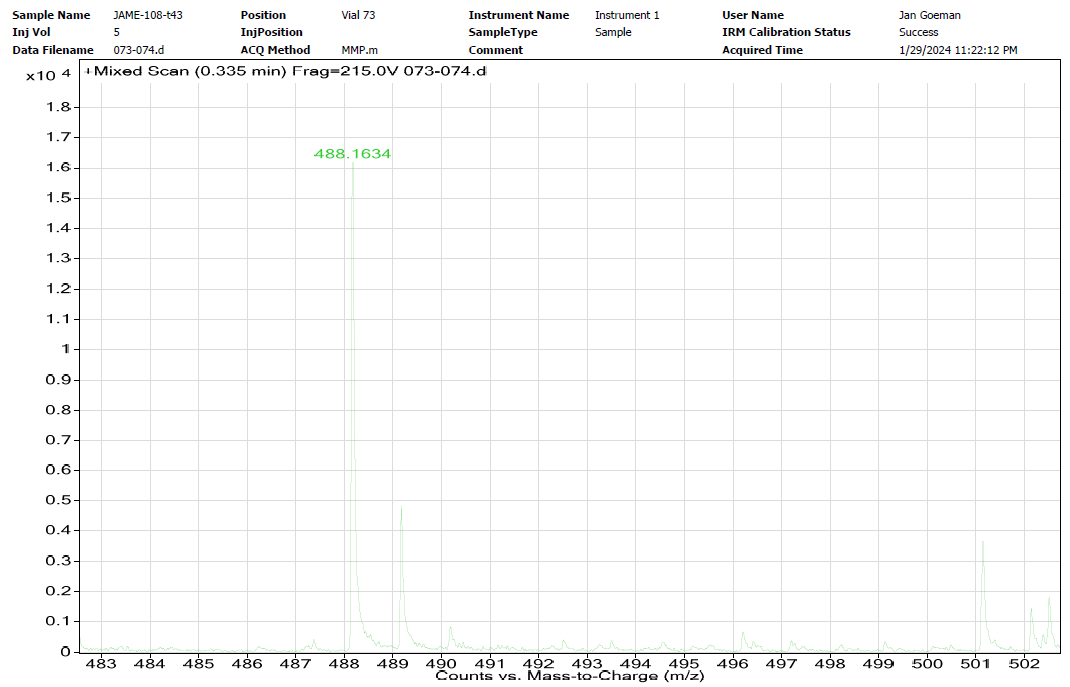 Sample Name JAME-108-t43 Position Vial 73 Instrument Name Instrument 1 User Name Jan Goeman
Inj Vol 5 InjPosition SampleType Sample IRM Calibration Status Success
Data Filename 073-074.d ACQ Method MMP.m Comment Acquired Time 1/29/2024 11:22:12 PM
x10 4
+Mixed Scan (0.335 min) Frag=215.0V 073-074.d
1.8
1.7
488.1634
1.6
1.5
1.4
1.3
1.2
1.1
1
0.9
0.8
0.7
0.6
0.5
0.4
0.3
0.2
0.1
0
483 484 485 486 487 488 489 490 491 492 493 494 495 496 497 498 499 500 501 502
Counts vs. Mass-to-Charge (m/z)